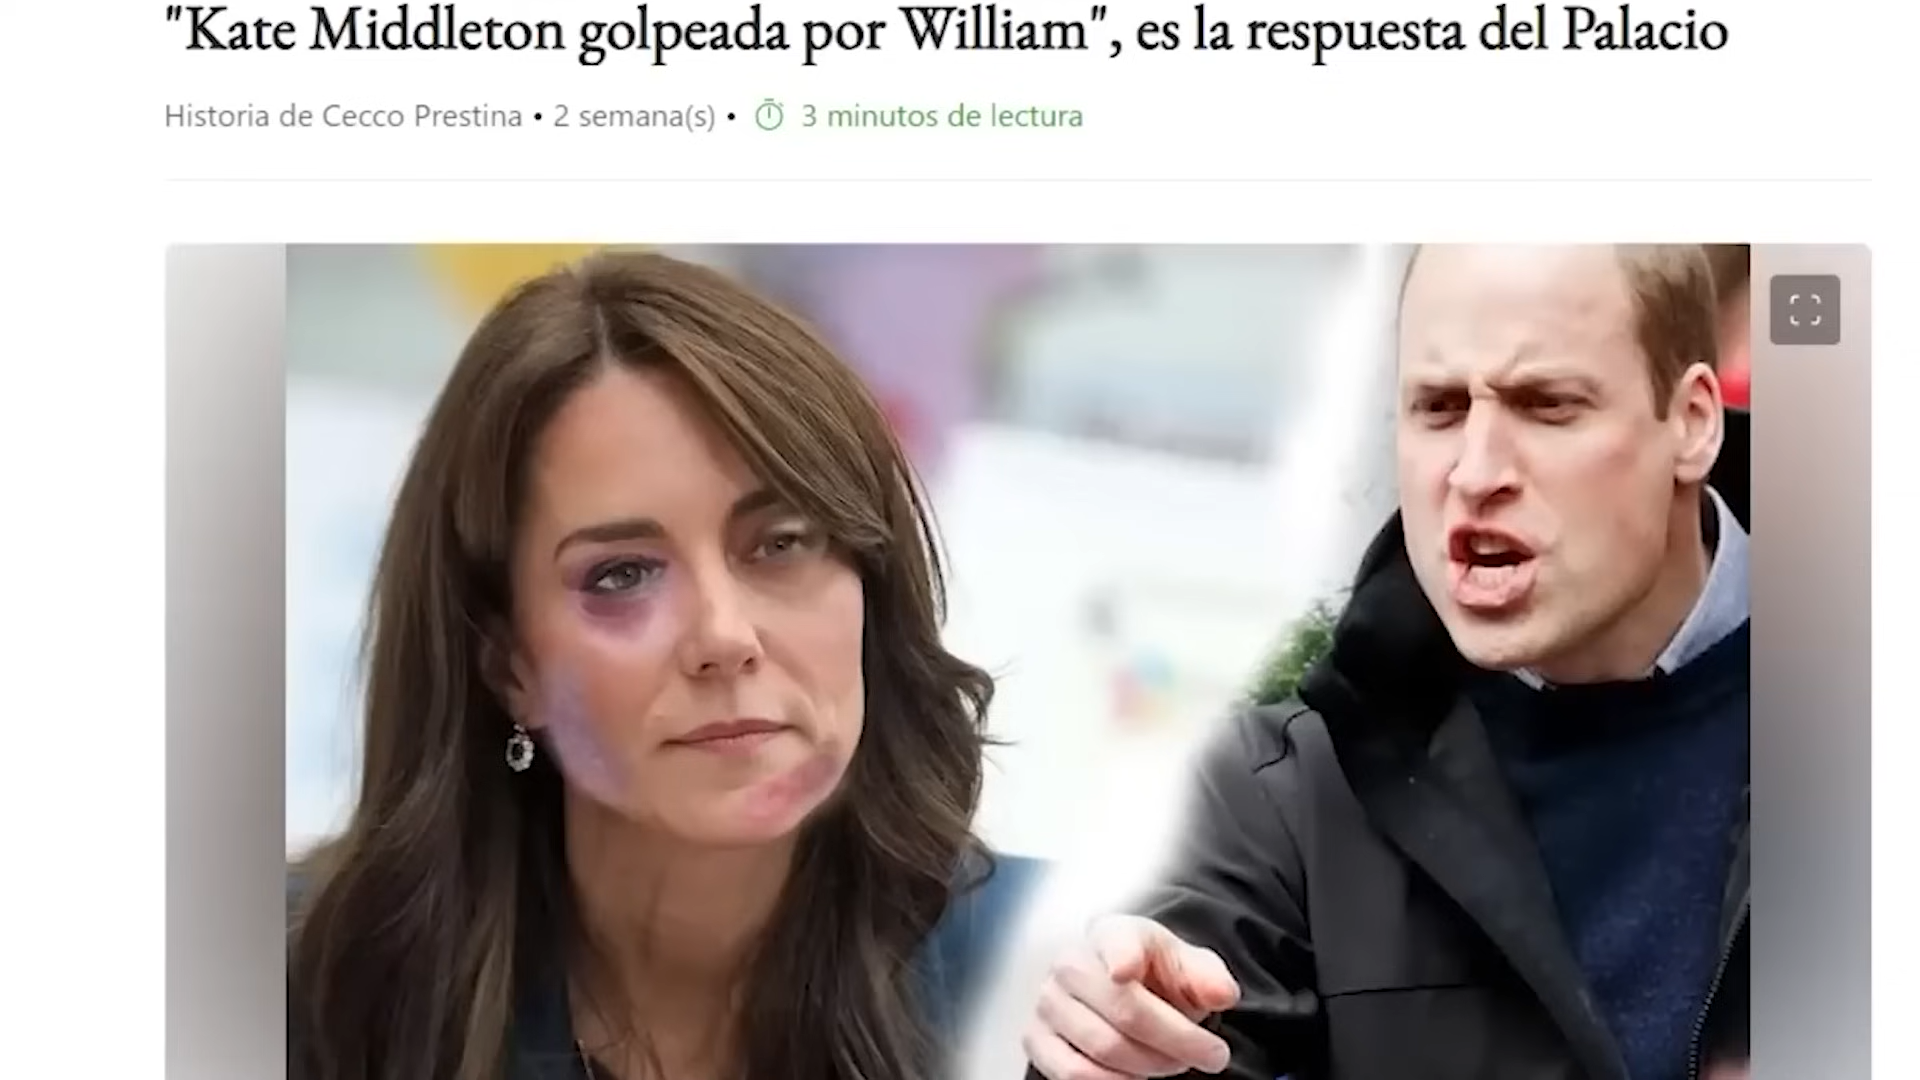 "Kate Middleton golpeada por William", es la respuesta del Palacio
Historia de Cecco Prestina • 2 semana(s) • 3 minutos de lectura